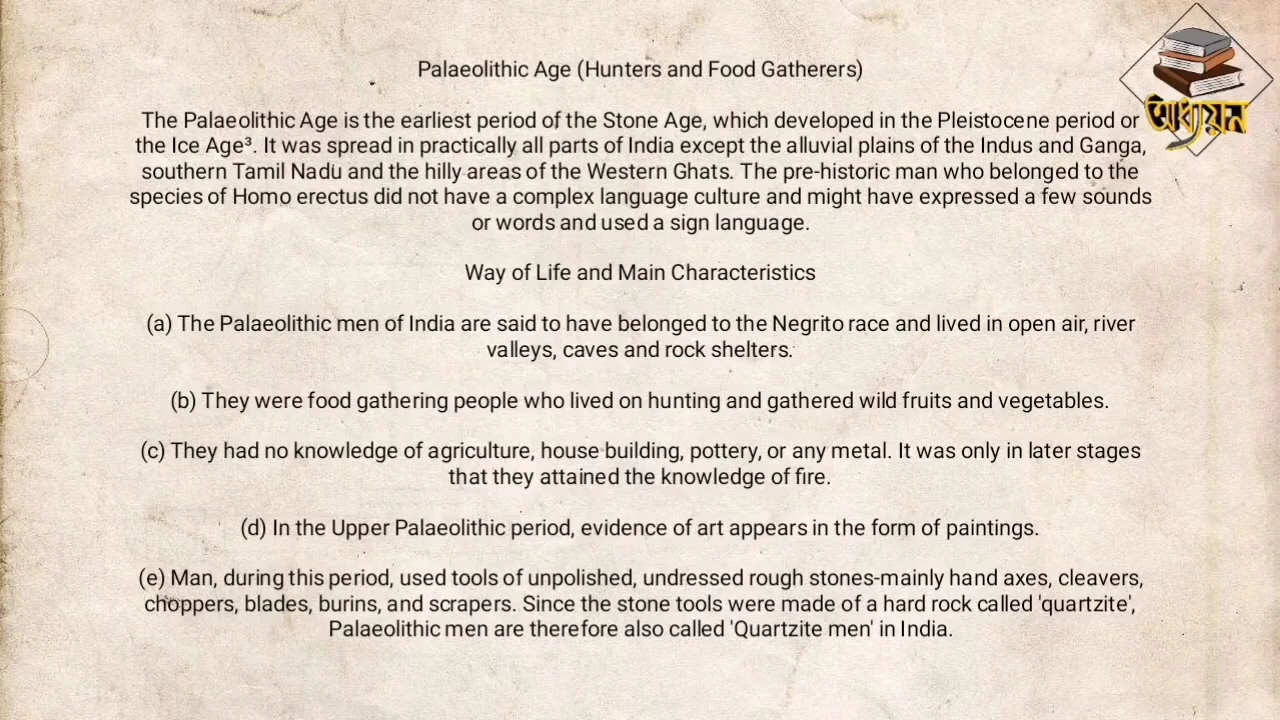 Palaeolithic Age (Hunters and Food Gatherers)
The Palaeolithic Age is the earliest period of the Stone Age, which developed in the Pleistocene period or
the Ice Age³. It was spread in practically all parts of India except the alluvial plains of the Indus and Ganga,
southern Tamil Nadu and the hilly areas of the Western Ghats. The pre-historic man who belonged to the
species of Homo erectus did not have a complex language culture and might have expressed a few sounds
or words and used a sign language.
Way of Life and Main Characteristics
(a) The Palaeolithic men of India are said to have belonged to the Negrito race and lived in open air, river
valleys, caves and rock shelters.
(b) They were food gathering people who lived on hunting and gathered wild fruits and vegetables.
(c) They had no knowledge of agriculture, house building, pottery, or any metal. It was only in later stages
that they attained the knowledge of fire.
(d) In the Upper Palaeolithic period, evidence of art appears in the form of paintings.
(e) Man, during this period, used tools of unpolished, undressed rough stones-mainly hand axes, cleavers,
choppers, blades, burins, and scrapers. Since the stone tools were made of a hard rock called 'quartzite',
Palaeolithic men are therefore also called 'Quartzite men' in India.
অধ্যয়ন